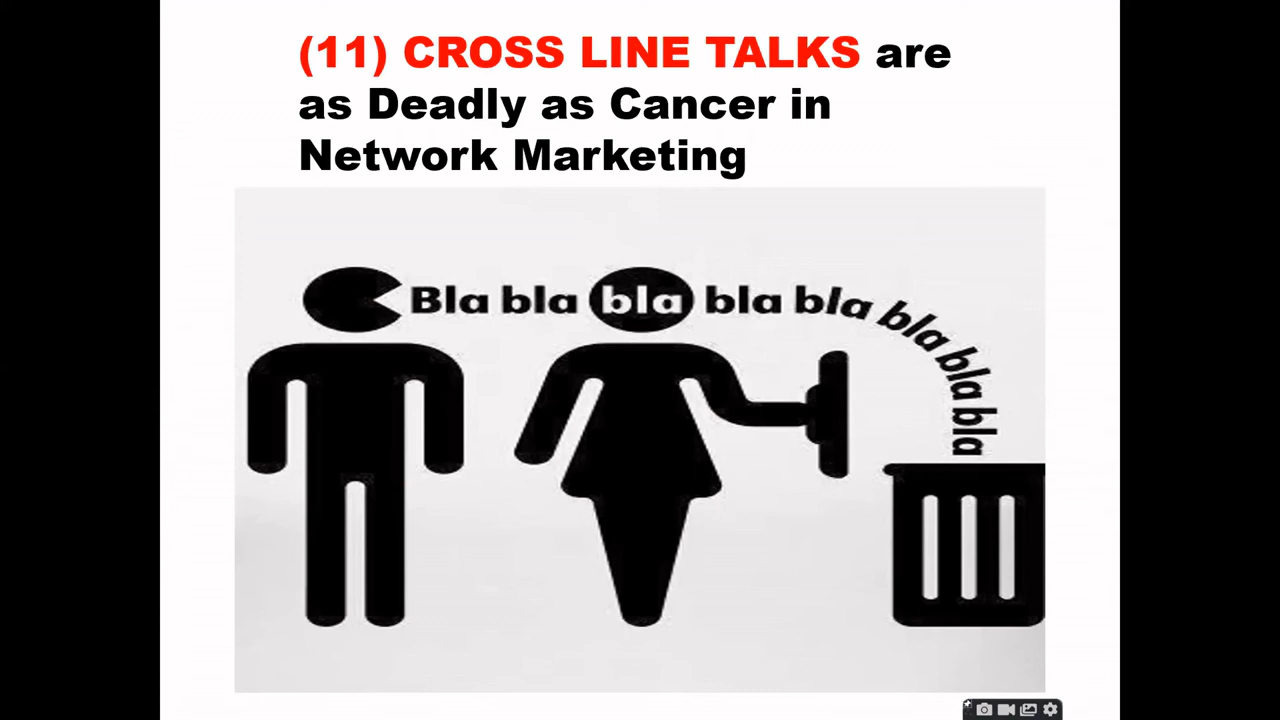 (11) CROSS LINE TALKS are
as Deadly as Cancer in
Network Marketing
Bla bla bla bla bla bla bla bla